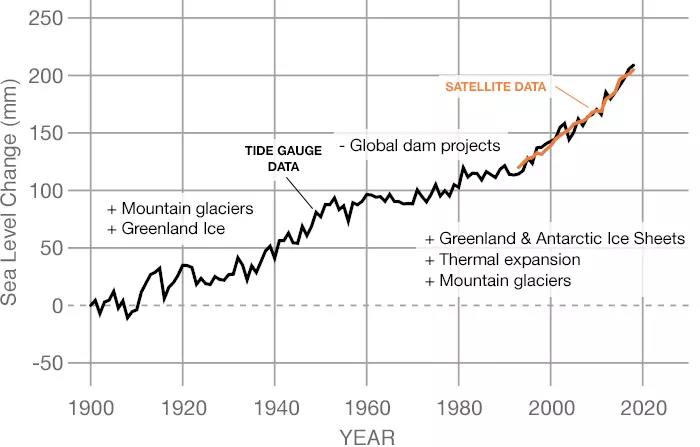 250
200
150
100
50
0
-50
Sea Level Change (mm)
SATELLITE DATA
TIDE GAUGE
DATA
- Global dam projects
+ Mountain glaciers
+ Greenland Ice
+ Greenland & Antarctic Ice Sheets
+ Thermal expansion
+ Mountain glaciers
1900 1920 1940 1960 1980 2000 2020
YEAR